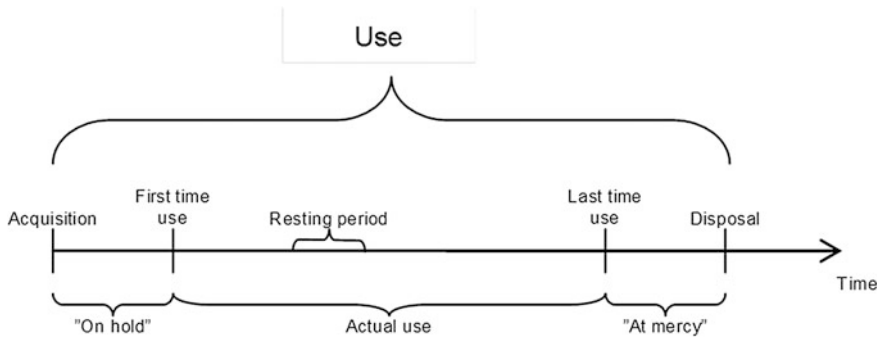 Use
First time
use
Last time
use
Acquisition
Resting period
Disposal
Time
"On hold"
Actual use
"At mercy"